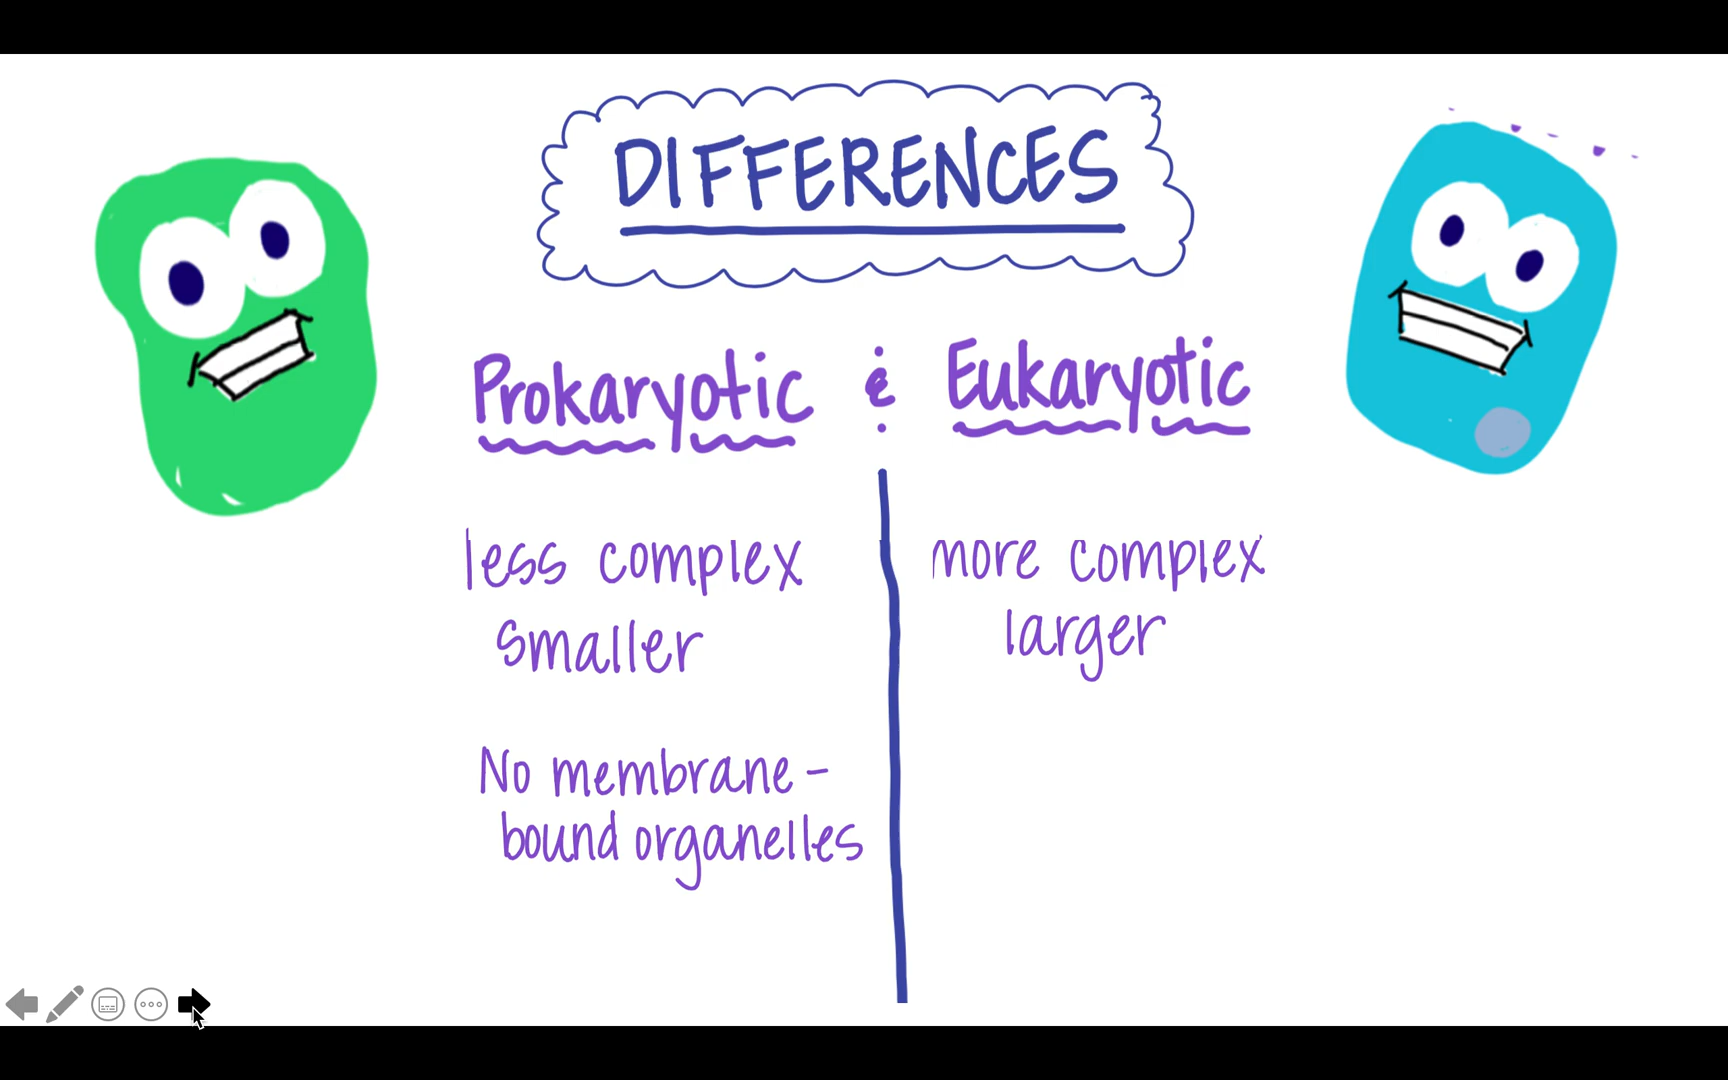 DIFFERENCES
Prokaryotic & Eukaryotic
less complex
smaller
No membrane-
bound organelles
more complex
larger